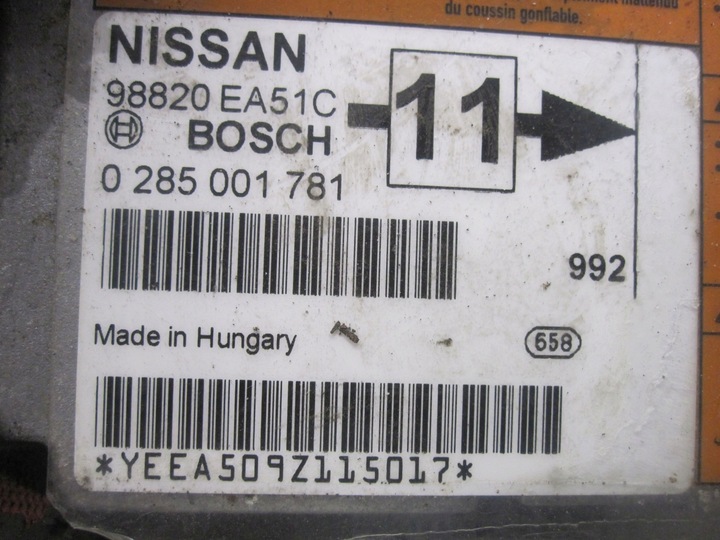 du coussin gonflable.
NISSAN
98820 EA51C
11
BOSCH
0 285 001 781
992
Made in Hungary
658
*YEEA509Z115017*